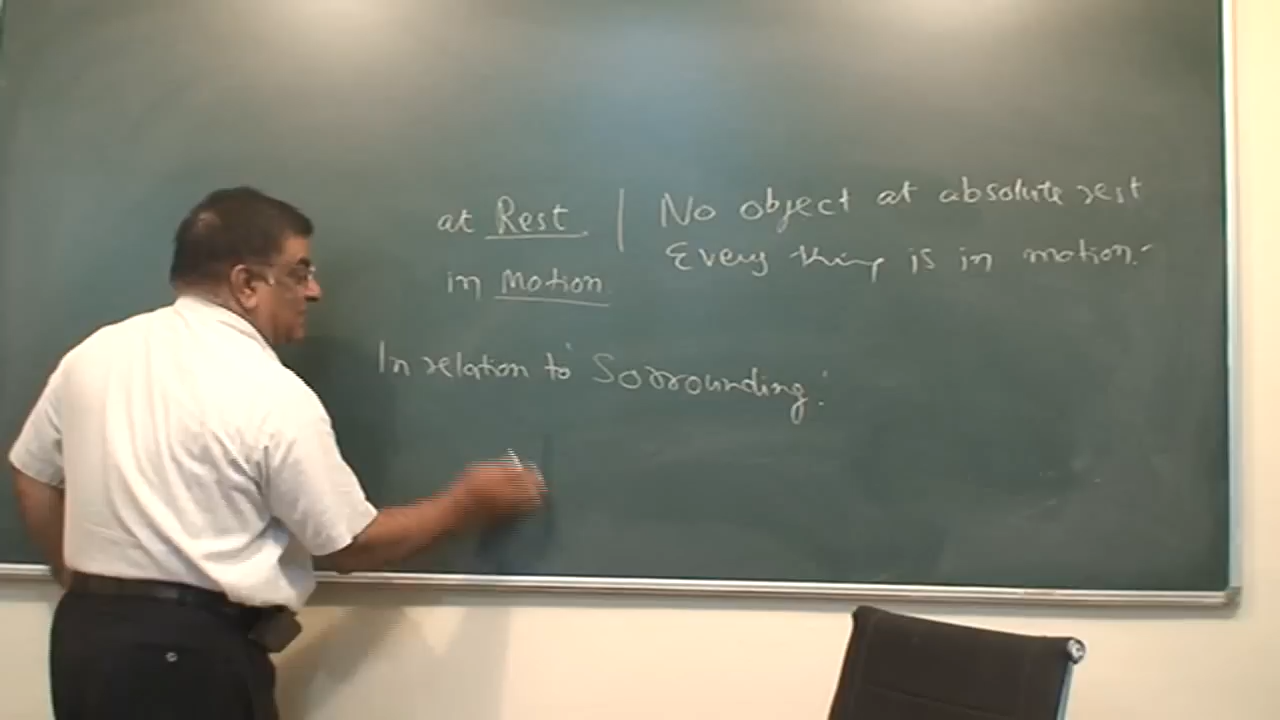 at Rest.
in Motion
No object at absolute rest
Every thing is in motion.
In relation to Sorrounding.